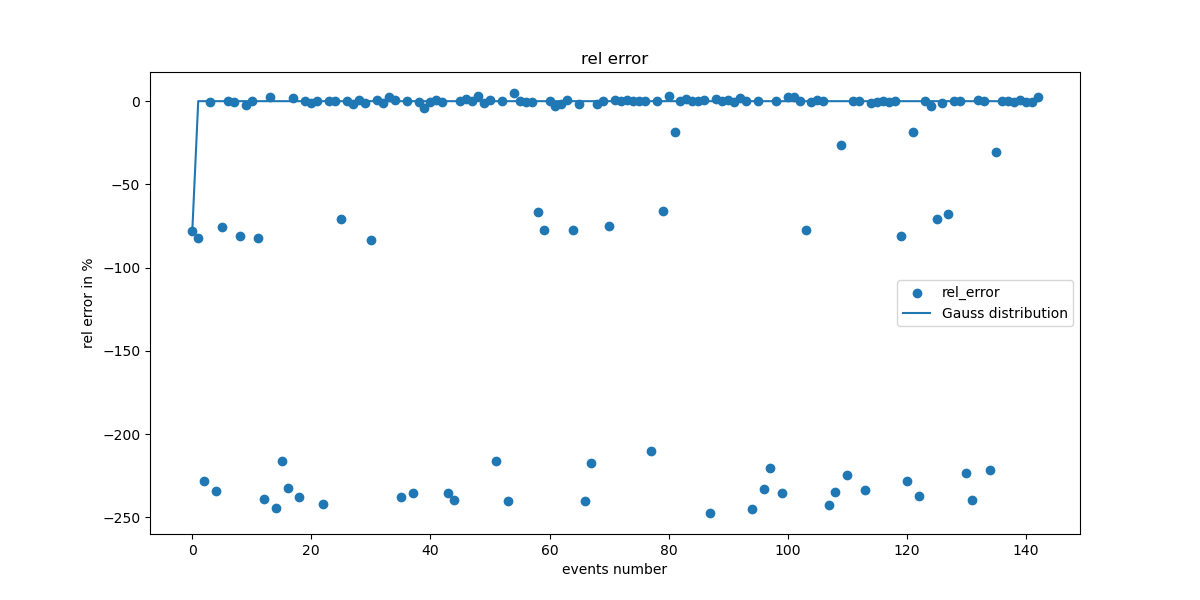 rel error
rel error in %
0
−50
−100
−150
−200
−250
0 20 40 60 80 100 120 140
events number
rel_error
Gauss distribution